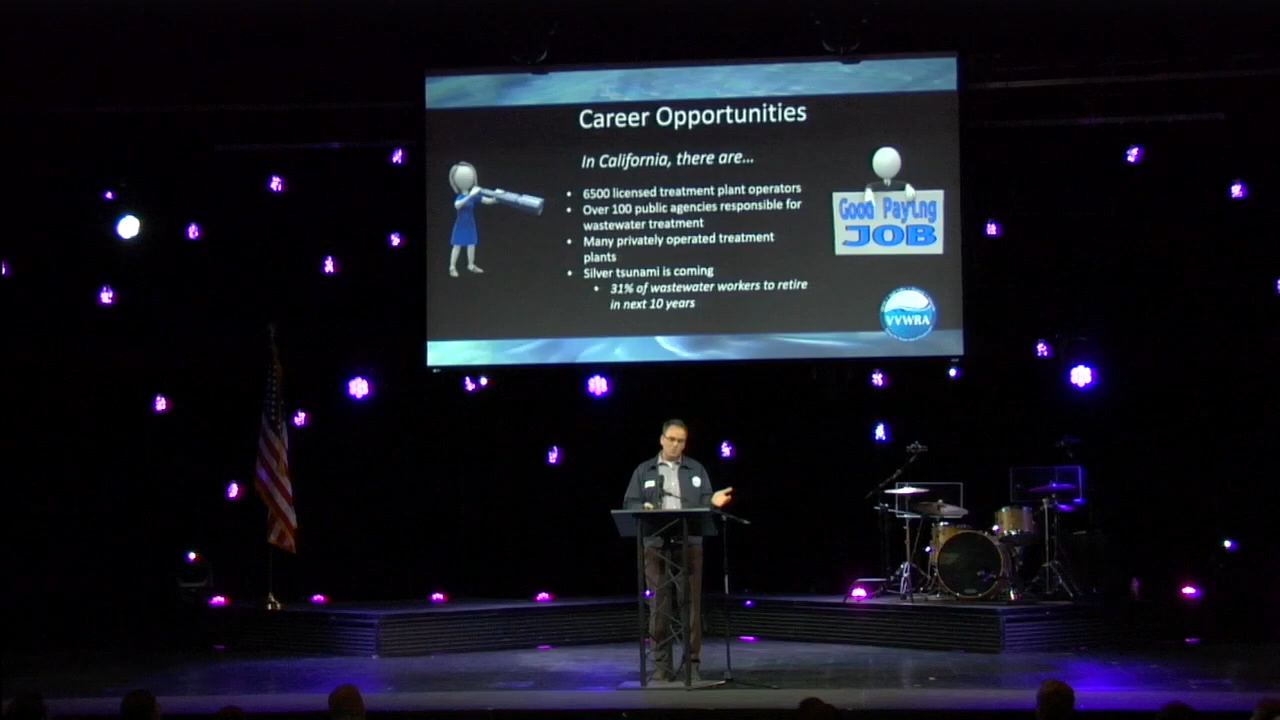 Career Opportunities
In California, there are...
• 6500 licensed treatment plant operators
• Over 100 public agencies responsible for
wastewater treatment
• Many privately operated treatment
plants
• Silver tsunami is coming
• 31% of wastewater workers to retire
in next 10 years
Good Paying
JOB
VVWRA